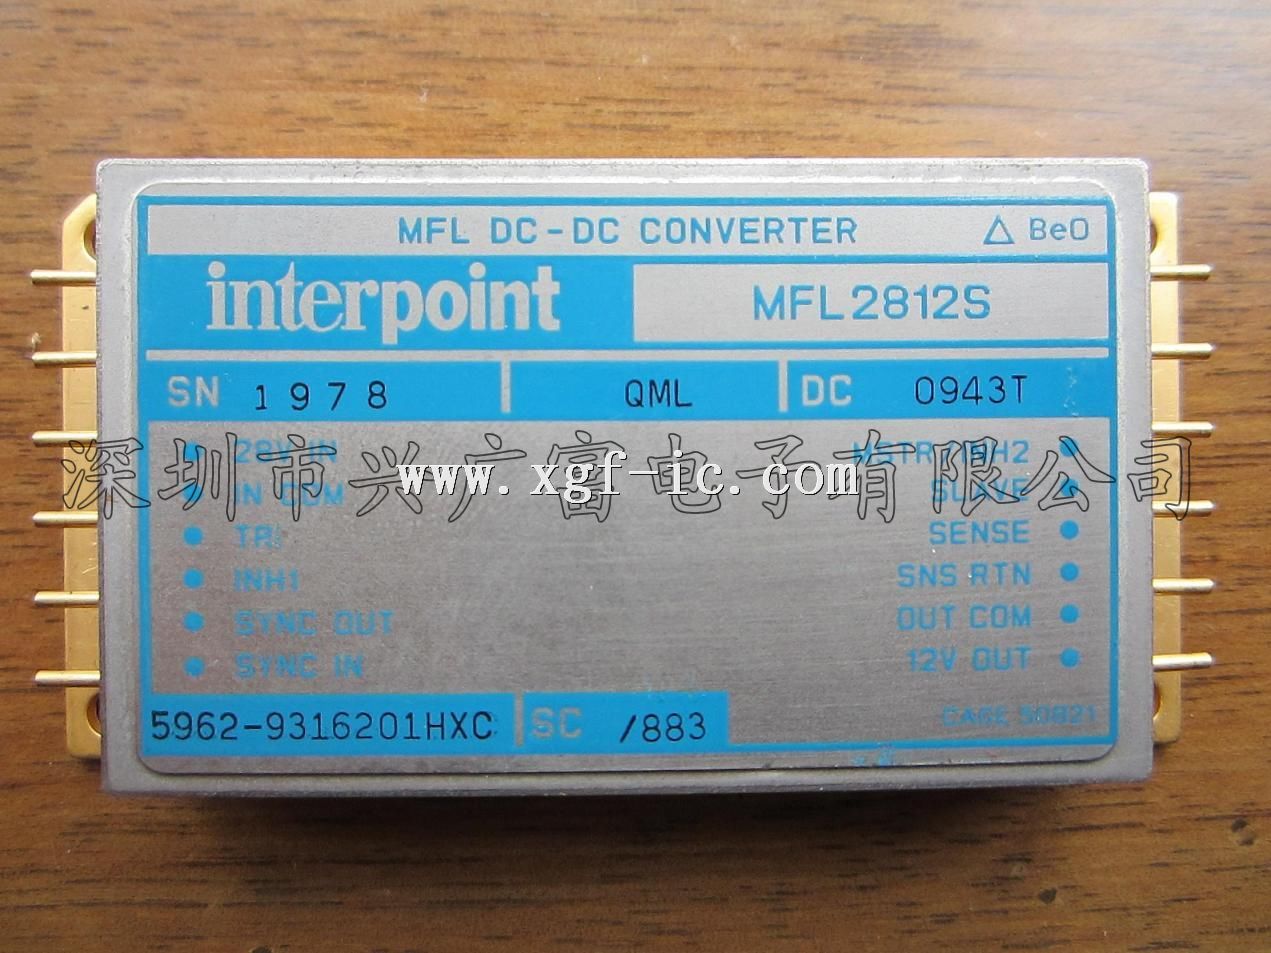 MFL DC-DC CONVERTER △ BeO
interpoint MFL2812S
SN 1978 QML DC 0943T
28V IN MSTR/INH2
深圳市兴广富电子有限公司
www.xgf-ic.com
IN COM SLAVE
TRI SENSE
INH1 SNS RTN
SYNC OUT OUT COM
SYNC IN 12V OUT
5962-9316201HXC SC /883 CAGE 50821